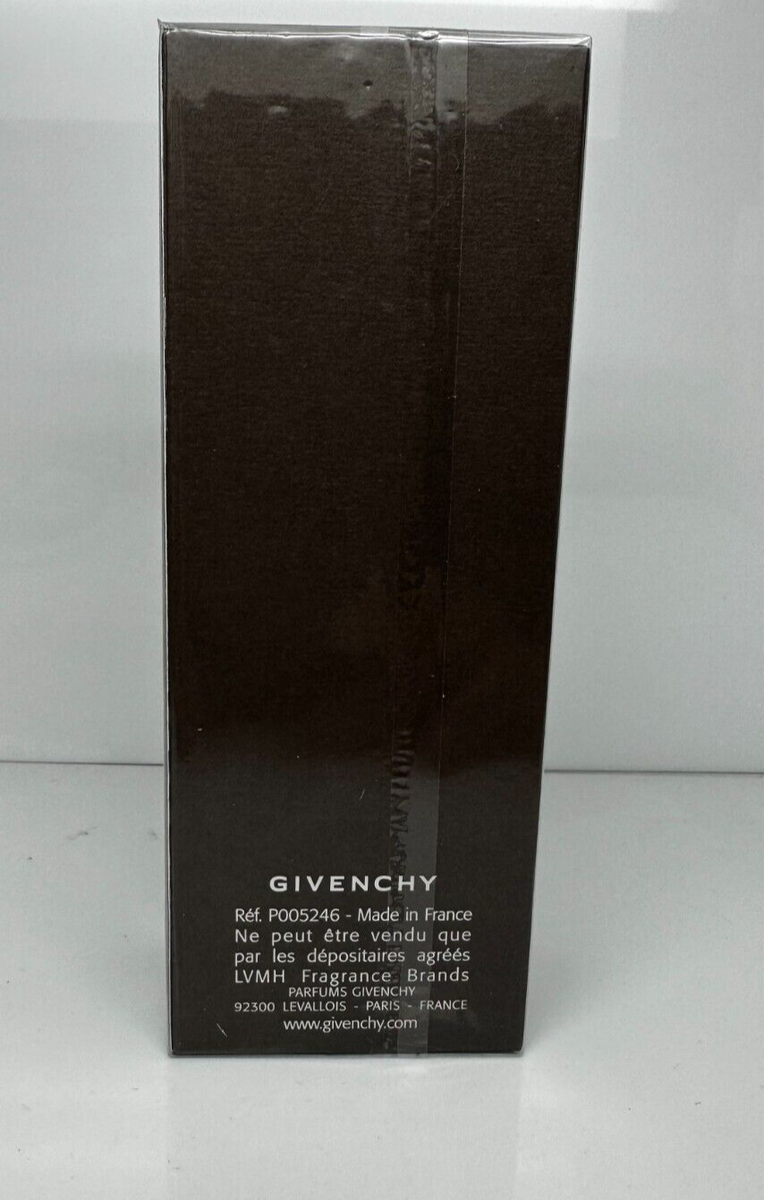 GIVENCHY
Réf. P005246 - Made in France
Ne peut être vendu que
par les dépositaires agréés
LVMH Fragrance Brands
PARFUMS GIVENCHY
92300 LEVALLOIS - PARIS - FRANCE
www.givenchy.com